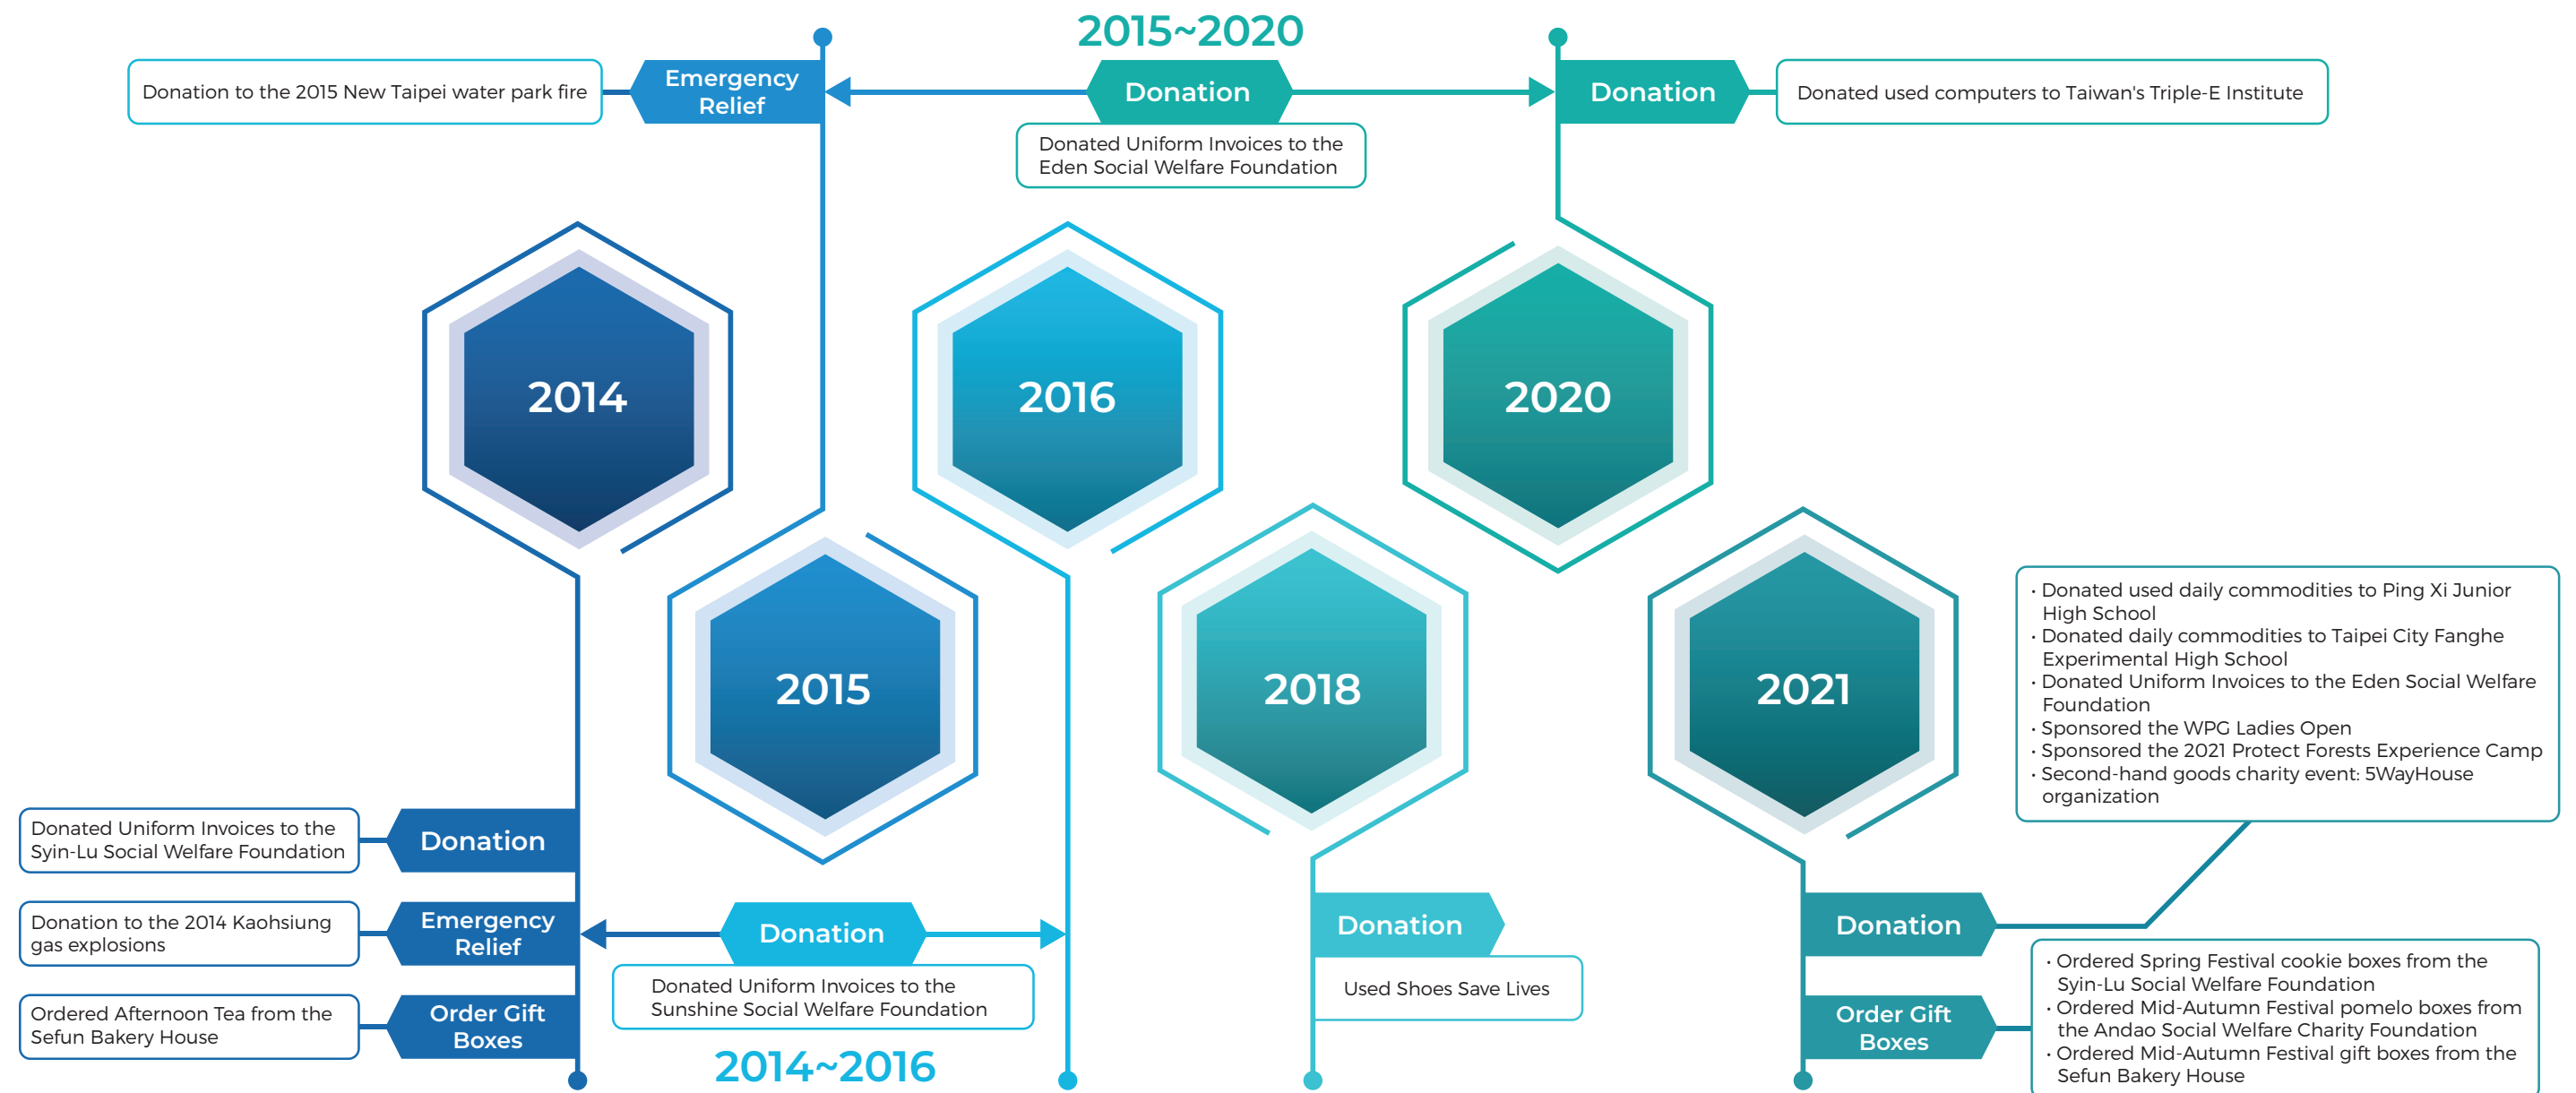 2015~2020
Donation to the 2015 New Taipei water park fire
Emergency
Relief
Donation
Donated Uniform Invoices to the
Eden Social Welfare Foundation
Donation
Donated used computers to Taiwan's Triple-E Institute
2014
2016
2020
2015
2018
2021
• Donated used daily commodities to Ping Xi Junior
High School
• Donated daily commodities to Taipei City Fanghe
Experimental High School
• Donated Uniform Invoices to the Eden Social Welfare
Foundation
• Sponsored the WPG Ladies Open
• Sponsored the 2021 Protect Forests Experience Camp
• Second-hand goods charity event: 5WayHouse
organization
Donated Uniform Invoices to the
Syin-Lu Social Welfare Foundation
Donation
Donation to the 2014 Kaohsiung
gas explosions
Emergency
Relief
Ordered Afternoon Tea from the
Sefun Bakery House
Order Gift
Boxes
Donation
Donated Uniform Invoices to the
Sunshine Social Welfare Foundation
2014~2016
Donation
Used Shoes Save Lives
Donation
Order Gift
Boxes
• Ordered Spring Festival cookie boxes from the
Syin-Lu Social Welfare Foundation
• Ordered Mid-Autumn Festival pomelo boxes from
the Andao Social Welfare Charity Foundation
• Ordered Mid-Autumn Festival gift boxes from the
Sefun Bakery House